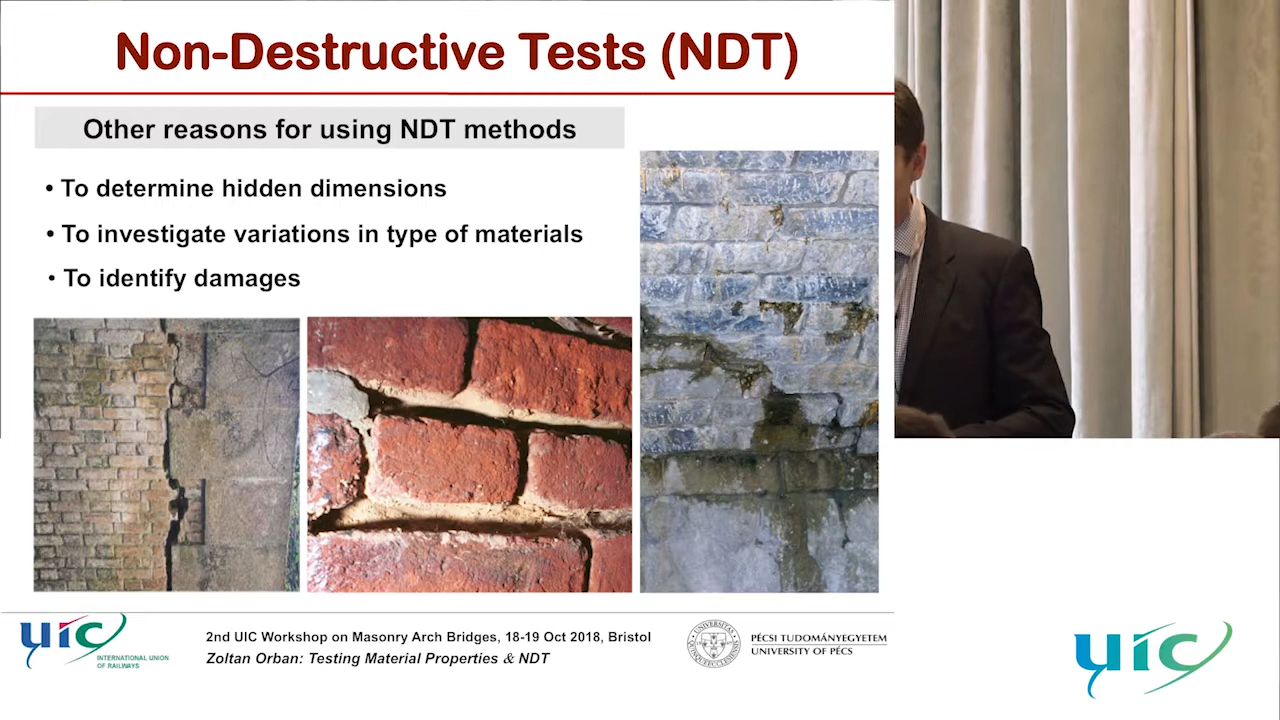 Non-Destructive Tests (NDT)
Other reasons for using NDT methods
• To determine hidden dimensions
• To investigate variations in type of materials
• To identify damages
UIC
INTERNATIONAL UNION
OF RAILWAYS
2nd UIC Workshop on Masonry Arch Bridges, 18-19 Oct 2018, Bristol
Zoltan Orban: Testing Material Properties & NDT
PÉCSI TUDOMÁNYEGYETEM
UNIVERSITY OF PÉCS
UIC